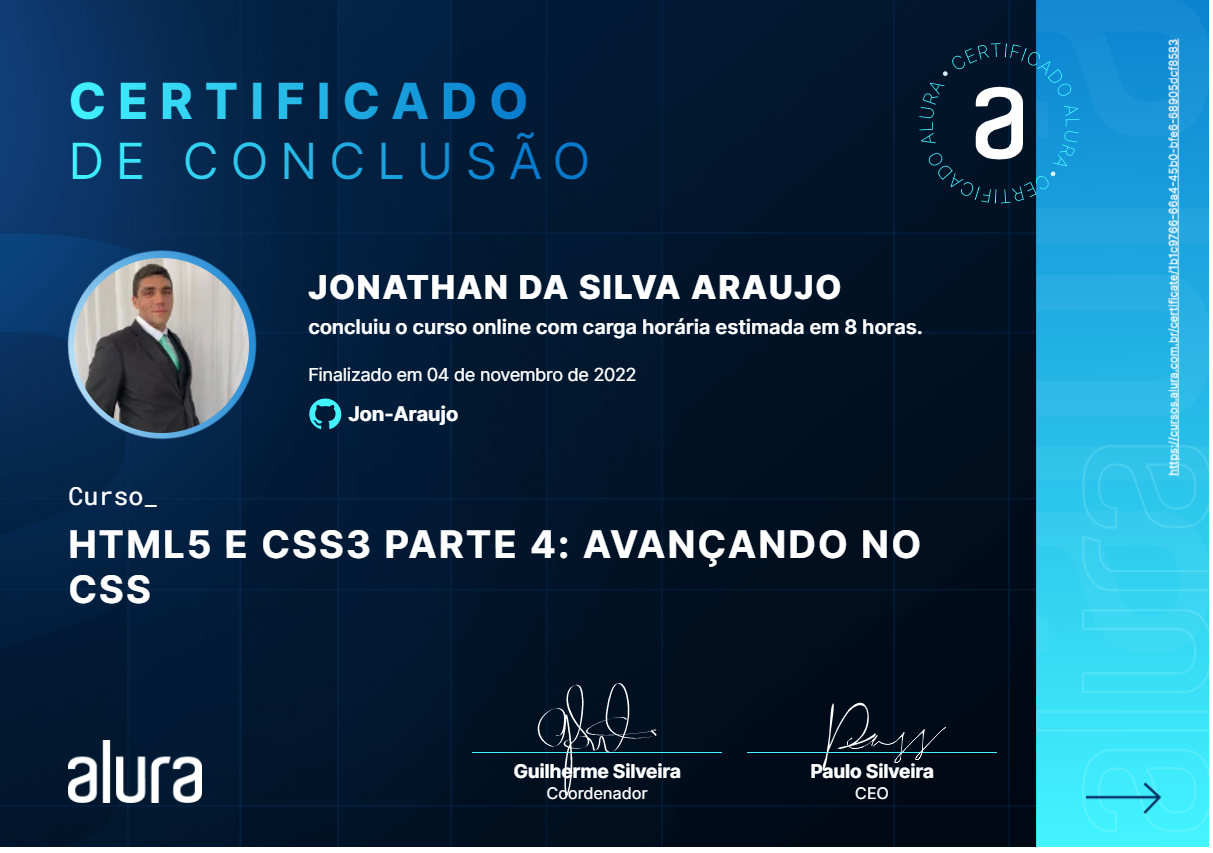 CERTIFICADO
DE CONCLUSÃO
CERTIFICADO ALURA • CERTIFICADO ALURA •
a
JONATHAN DA SILVA ARAUJO
concluiu o curso online com carga horária estimada em 8 horas.
Finalizado em 04 de novembro de 2022
Jon-Araujo
Curso_
HTML5 E CSS3 PARTE 4: AVANÇANDO NO
CSS
alura
Guilherme Silveira
Coordenador
Paulo Silveira
CEO
https://cursos.alura.com.br/certificate/1b1c9766-66a4-45b0-bfe6-68905dcf8583
alura